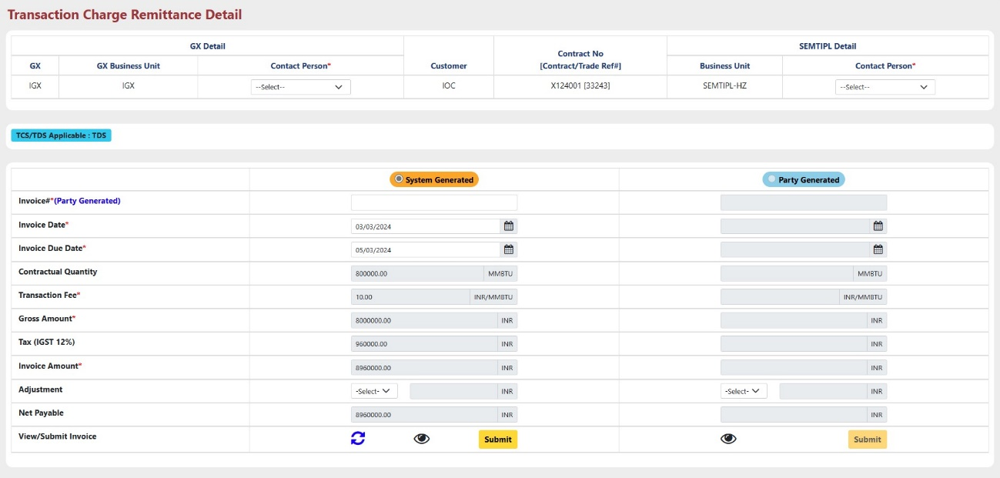 Transaction Charge Remittance Detail
GX Detail
Customer
Contract No
[Contract/Trade Ref#]
SEMTIPL Detail
GX
GX Business Unit
Contact Person*
Business Unit
Contact Person*
IGX
IGX
--Select--
IOC
X124001 [33243]
SEMTIPL-HZ
--Select--
TCS/TDS Applicable : TDS
System Generated
Party Generated
Invoice#*(Party Generated)
Invoice Date*
03/03/2024
Invoice Due Date*
05/03/2024
Contractual Quantity
800000.00
MMBTU
MMBTU
Transaction Fee*
10.00
INR/MMBTU
INR/MMBTU
Gross Amount*
8000000.00
INR
INR
Tax (IGST 12%)
960000.00
INR
INR
Invoice Amount*
8960000.00
INR
INR
Adjustment
-Select-
INR
-Select-
INR
Net Payable
8960000.00
INR
INR
View/Submit Invoice
Submit
Submit